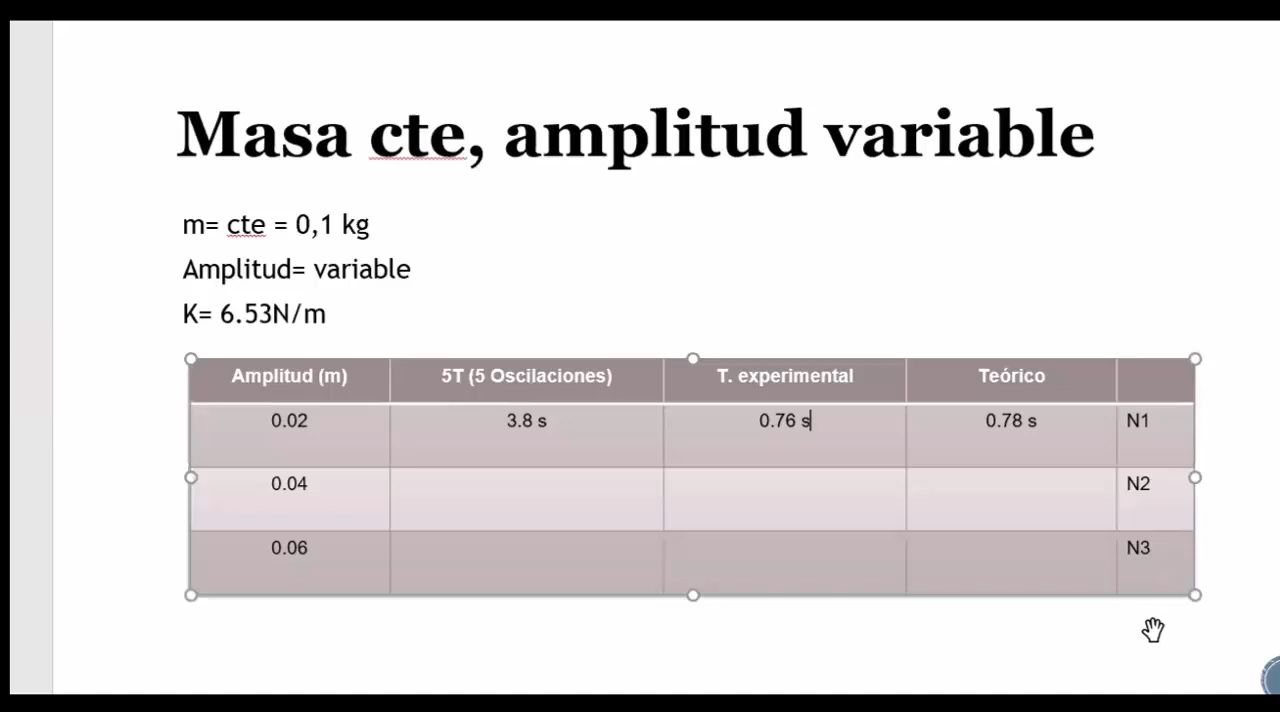 Masa cte, amplitud variable
m= cte = 0,1 kg
Amplitud= variable
K= 6.53N/m
Amplitud (m) 5T (5 Oscilaciones) T. experimental Teórico
0.02 3.8 s 0.76 s 0.78 s N1
0.04 N2
0.06 N3